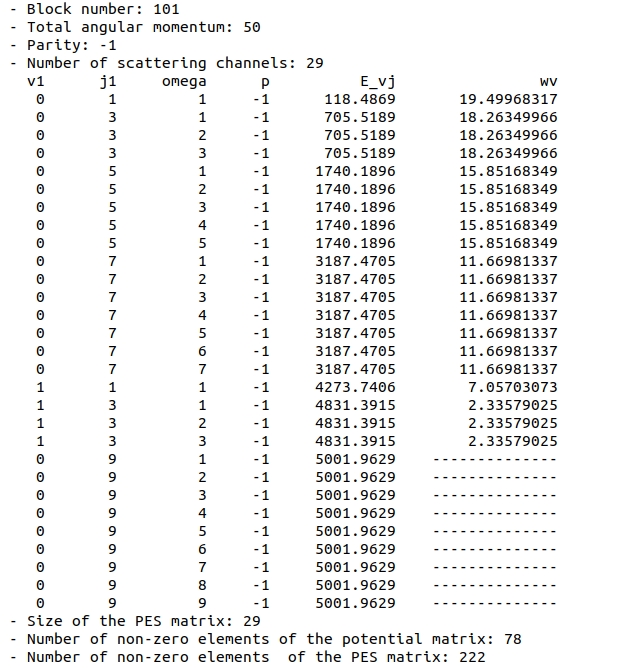 - Block number: 101
- Total angular momentum: 50
- Parity: -1
- Number of scattering channels: 29
v1 j1 omega p E_vj wv
0 1 1 -1 118.4869 19.49968317
0 3 1 -1 705.5189 18.26349966
0 3 2 -1 705.5189 18.26349966
0 3 3 -1 705.5189 18.26349966
0 5 1 -1 1740.1896 15.85168349
0 5 2 -1 1740.1896 15.85168349
0 5 3 -1 1740.1896 15.85168349
0 5 4 -1 1740.1896 15.85168349
0 5 5 -1 1740.1896 15.85168349
0 7 1 -1 3187.4705 11.66981337
0 7 2 -1 3187.4705 11.66981337
0 7 3 -1 3187.4705 11.66981337
0 7 4 -1 3187.4705 11.66981337
0 7 5 -1 3187.4705 11.66981337
0 7 6 -1 3187.4705 11.66981337
0 7 7 -1 3187.4705 11.66981337
1 1 1 -1 4273.7406 7.05703073
1 3 1 -1 4831.3915 2.33579025
1 3 2 -1 4831.3915 2.33579025
1 3 3 -1 4831.3915 2.33579025
0 9 1 -1 5001.9629 --------------
0 9 2 -1 5001.9629 --------------
0 9 3 -1 5001.9629 --------------
0 9 4 -1 5001.9629 --------------
0 9 5 -1 5001.9629 --------------
0 9 6 -1 5001.9629 --------------
0 9 7 -1 5001.9629 --------------
0 9 8 -1 5001.9629 --------------
0 9 9 -1 5001.9629 --------------
- Size of the PES matrix: 29
- Number of non-zero elements of the potential matrix: 78
- Number of non-zero elements  of the PES matrix: 222